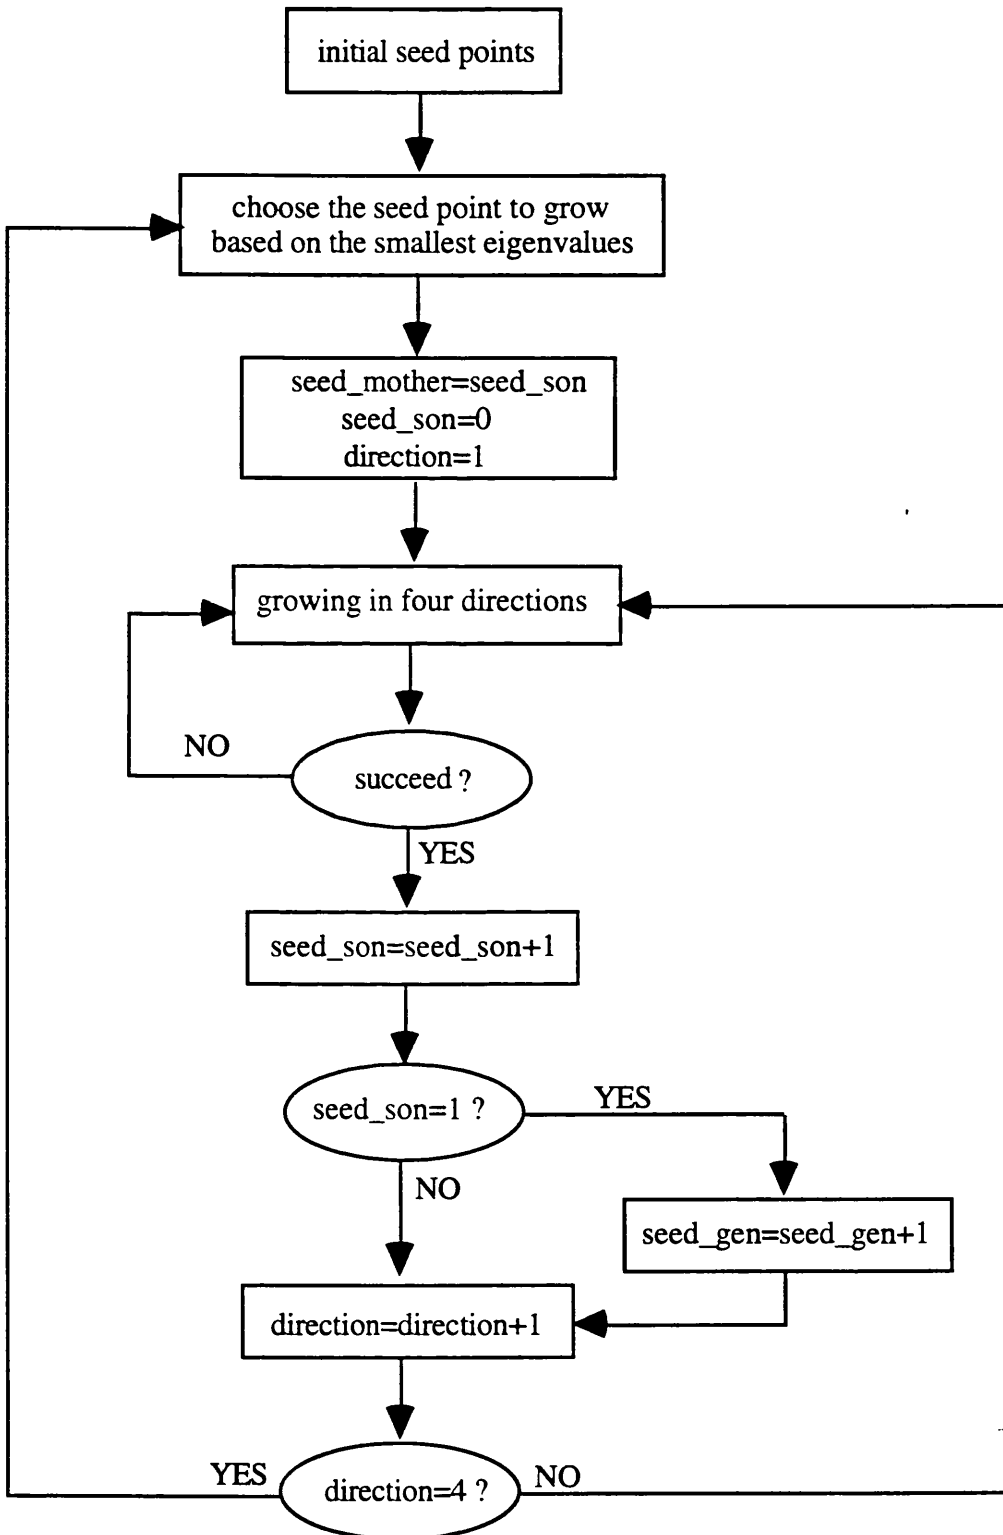 initial seed points
choose the seed point to grow
based on the smallest eigenvalues
seed_mother=seed_son
seed_son=0
direction=1
growing in four directions
NO
succeed ?
YES
seed_son=seed_son+1
seed_son=1 ?
YES
NO
seed_gen=seed_gen+1
direction=direction+1
YES
direction=4 ?
NO